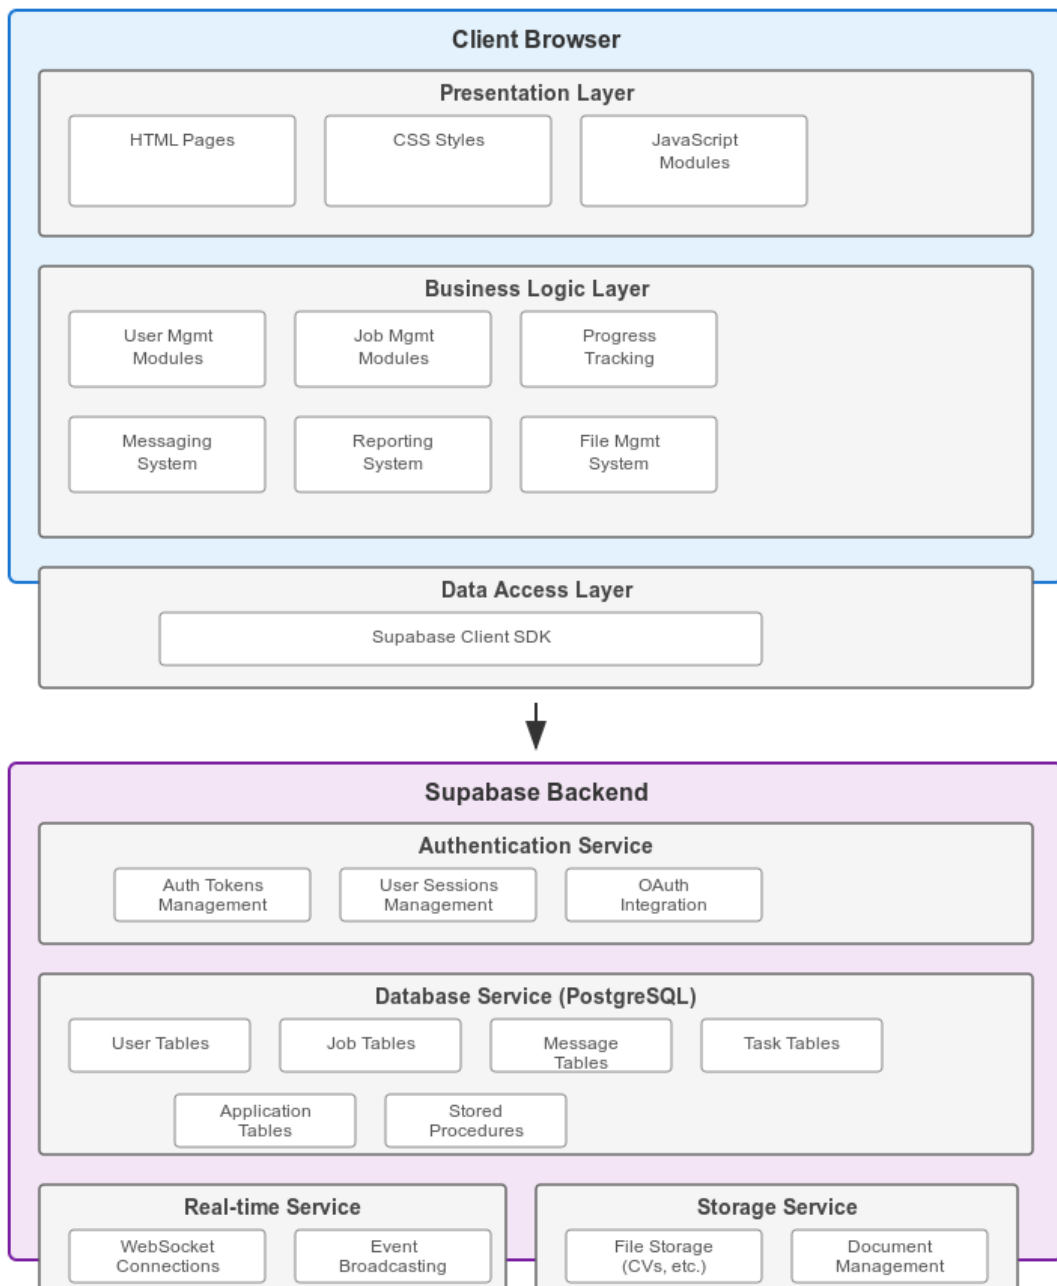 Client Browser
Presentation Layer
HTML Pages
CSS Styles
JavaScript
Modules
Business Logic Layer
User Mgmt
Modules
Job Mgmt
Modules
Progress
Tracking
Messaging
System
Reporting
System
File Mgmt
System
Data Access Layer
Supabase Client SDK
Supabase Backend
Authentication Service
Auth Tokens
Management
User Sessions
Management
OAuth
Integration
Database Service (PostgreSQL)
User Tables
Job Tables
Message
Tables
Task Tables
Application
Tables
Stored
Procedures
Real-time Service
WebSocket
Connections
Event
Broadcasting
Storage Service
File Storage
(CVs, etc.)
Document
Management